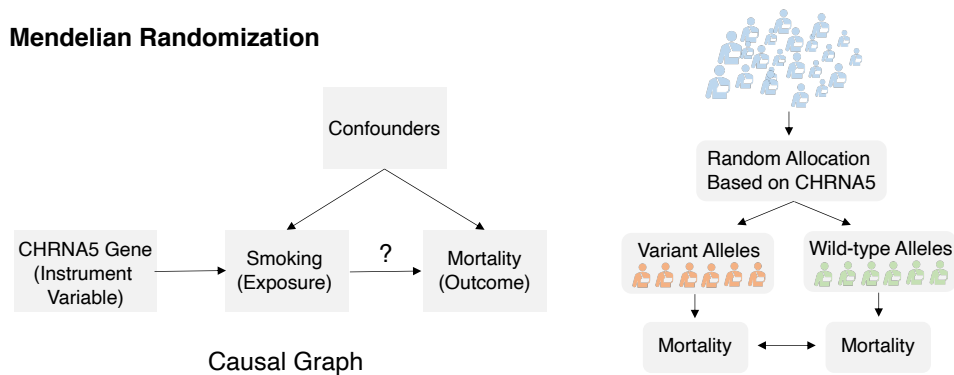 Mendelian Randomization
Confounders
CHRNA5 Gene
(Instrument
Variable)
Smoking
(Exposure)
?
Mortality
(Outcome)
Causal Graph
Random Allocation
Based on CHRNA5
Variant Alleles
Wild-type Alleles
Mortality
Mortality